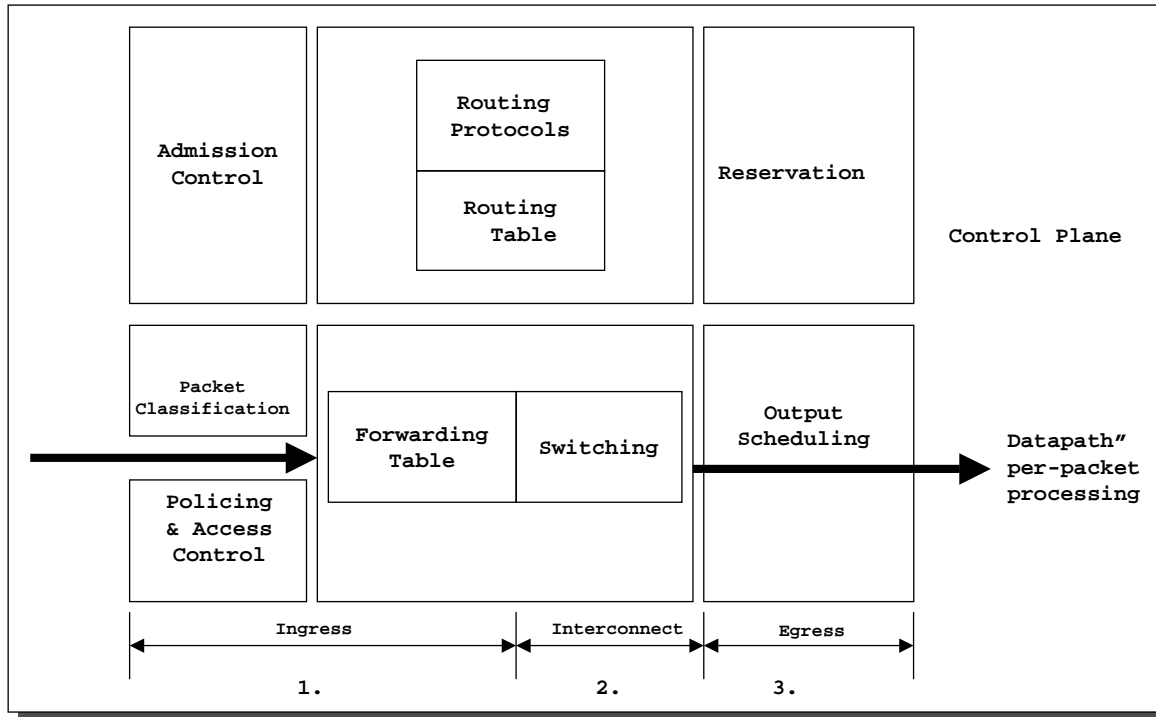 Admission
Control
Routing
Protocols
Routing
Table
Reservation
Control Plane
Packet
Classification
Policing
& Access
Control
Forwarding
Table
Switching
Output
Scheduling
Datapath”
per-packet
processing
Ingress
Interconnect
Egress
1.
2.
3.